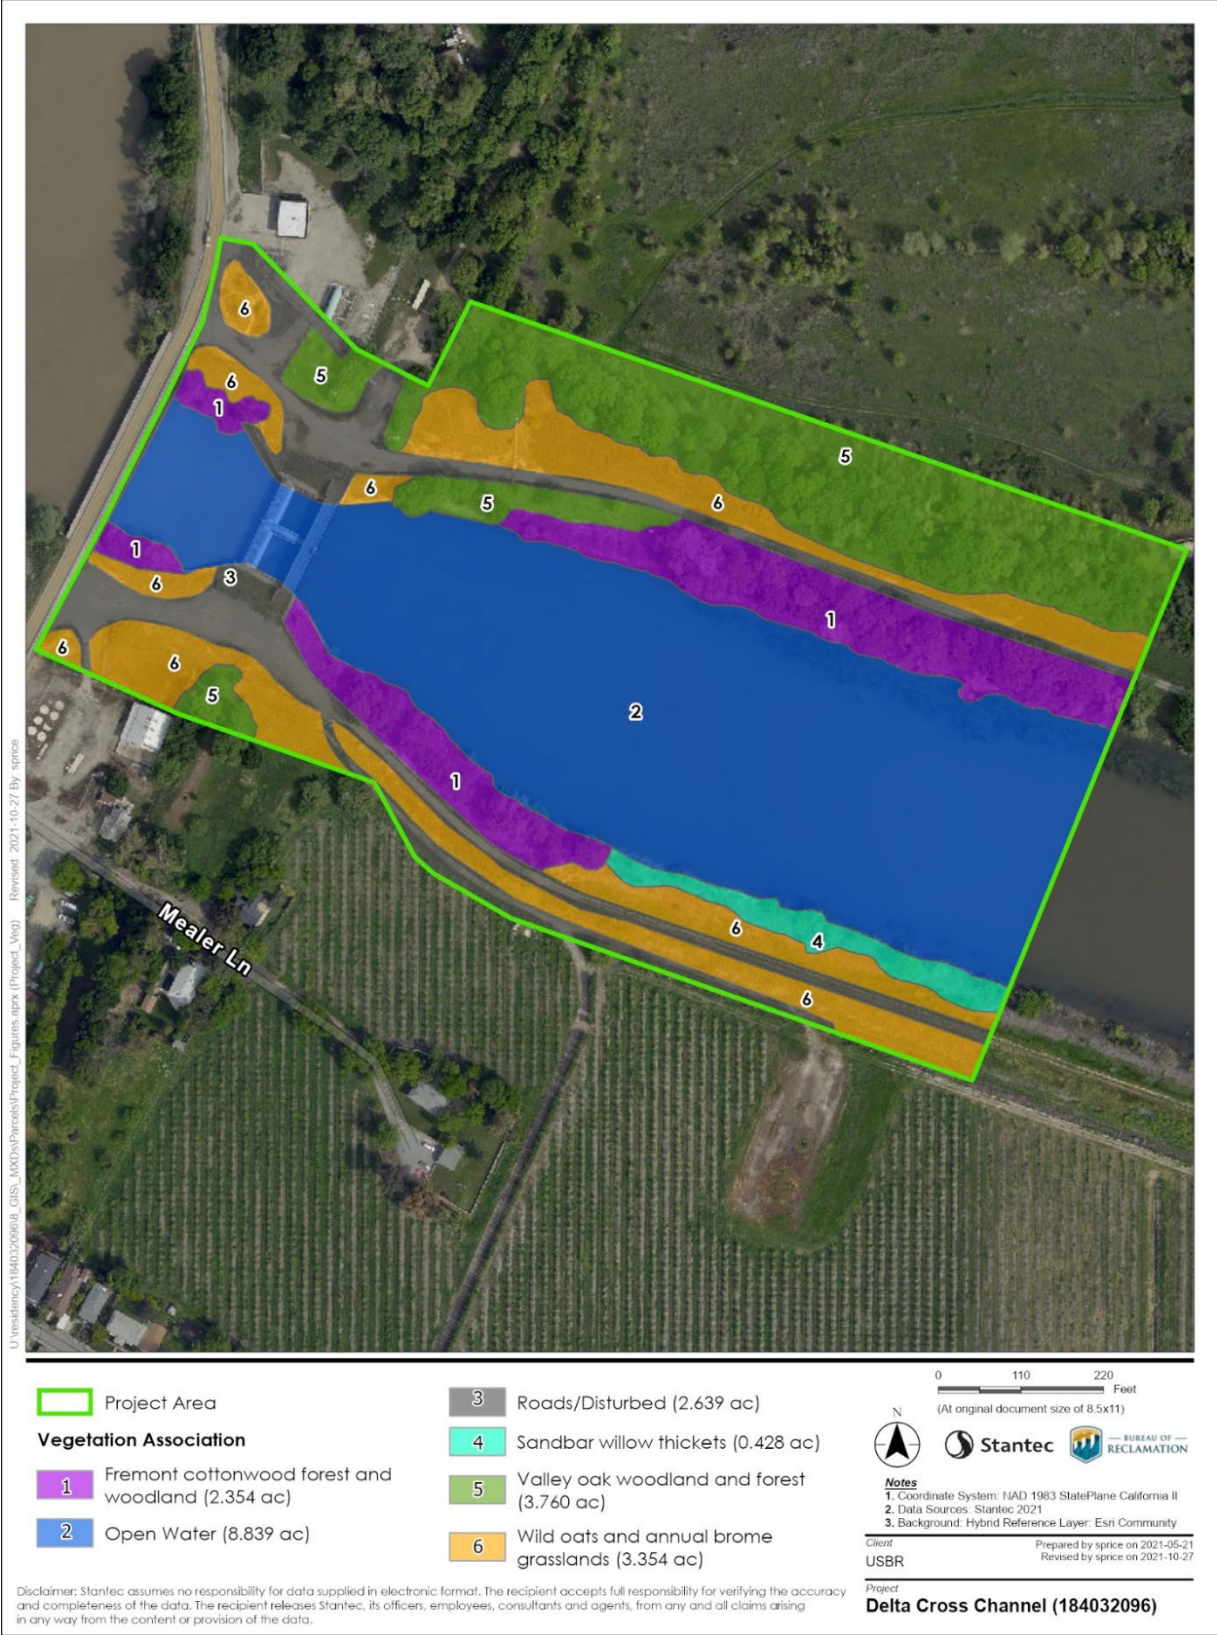 6
5
6
1
5
6
6
5
1
1
3
6
1
6
6
2
5
1
6
4
6
Mealer Ln
U:\residency\184032096\8_GIS\_MXDs\Parcels\Project_Figures.aprx (Project_Veg) Revised: 2021-10-27 By: sprice
Project Area
Vegetation Association
1 Fremont cottonwood forest and
woodland (2.354 ac)
2 Open Water (8.839 ac)
3 Roads/Disturbed (2.639 ac)
4 Sandbar willow thickets (0.428 ac)
5 Valley oak woodland and forest
(3.760 ac)
6 Wild oats and annual brome
grasslands (3.354 ac)
0 110 220
Feet
(At original document size of 8.5x11)
N
Stantec
BUREAU OF
RECLAMATION
Notes
1. Coordinate System: NAD 1983 StatePlane California II
2. Data Sources: Stantec 2021
3. Background: Hybrid Reference Layer: Esri Community
Client
USBR
Prepared by sprice on 2021-05-21
Revised by sprice on 2021-10-27
Project
Delta Cross Channel (184032096)
Disclaimer: Stantec assumes no responsibility for data supplied in electronic format. The recipient accepts full responsibility for verifying the accuracy
and completeness of the data. The recipient releases Stantec, its officers, employees, consultants and agents, from any and all claims arising
in any way from the content or provision of the data.